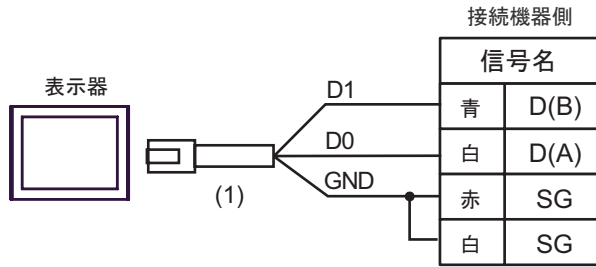 接続機器側
信号名
表示器
D1
青 D(B)
D0
白 D(A)
GND
赤 SG
(1)
白 SG